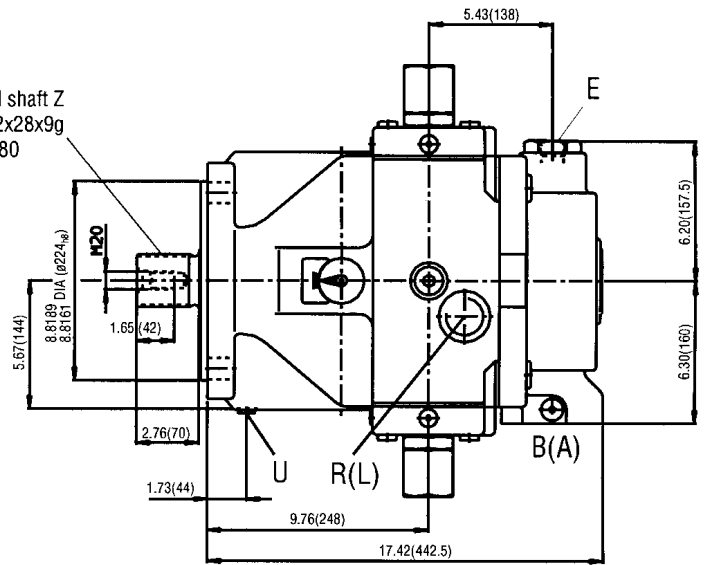 5.43(138)
E
shaft Z
2x28x9g
80
M20
8.8189
8.8161 DIA (ø224h8)
5.67(144)
1.65 (42)
2.76(70)
1.73(44)
U
R(L)
B(A)
6.20(157.5)
6.30(160)
9.76(248)
17.42(442.5)